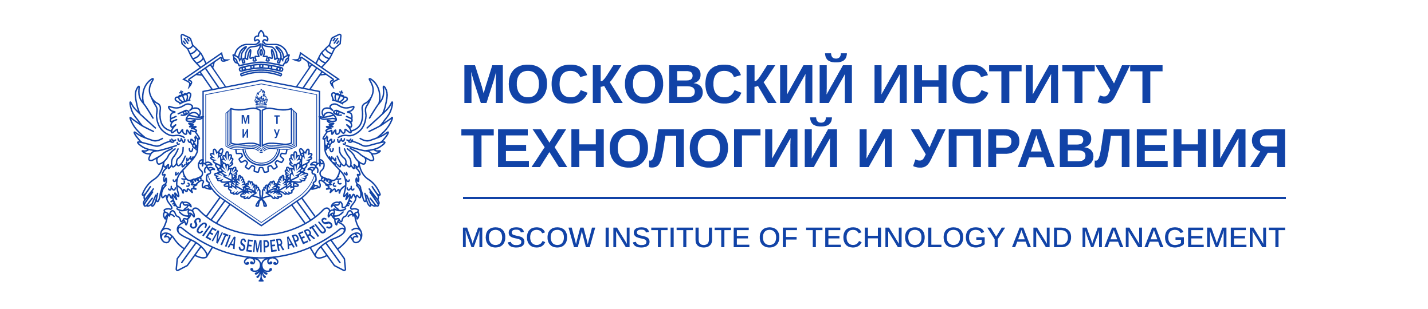 М Т
И У
SCIENTIA SEMPER APERTUS
МОСКОВСКИЙ ИНСТИТУТ
ТЕХНОЛОГИЙ И УПРАВЛЕНИЯ
MOSCOW INSTITUTE OF TECHNOLOGY AND MANAGEMENT